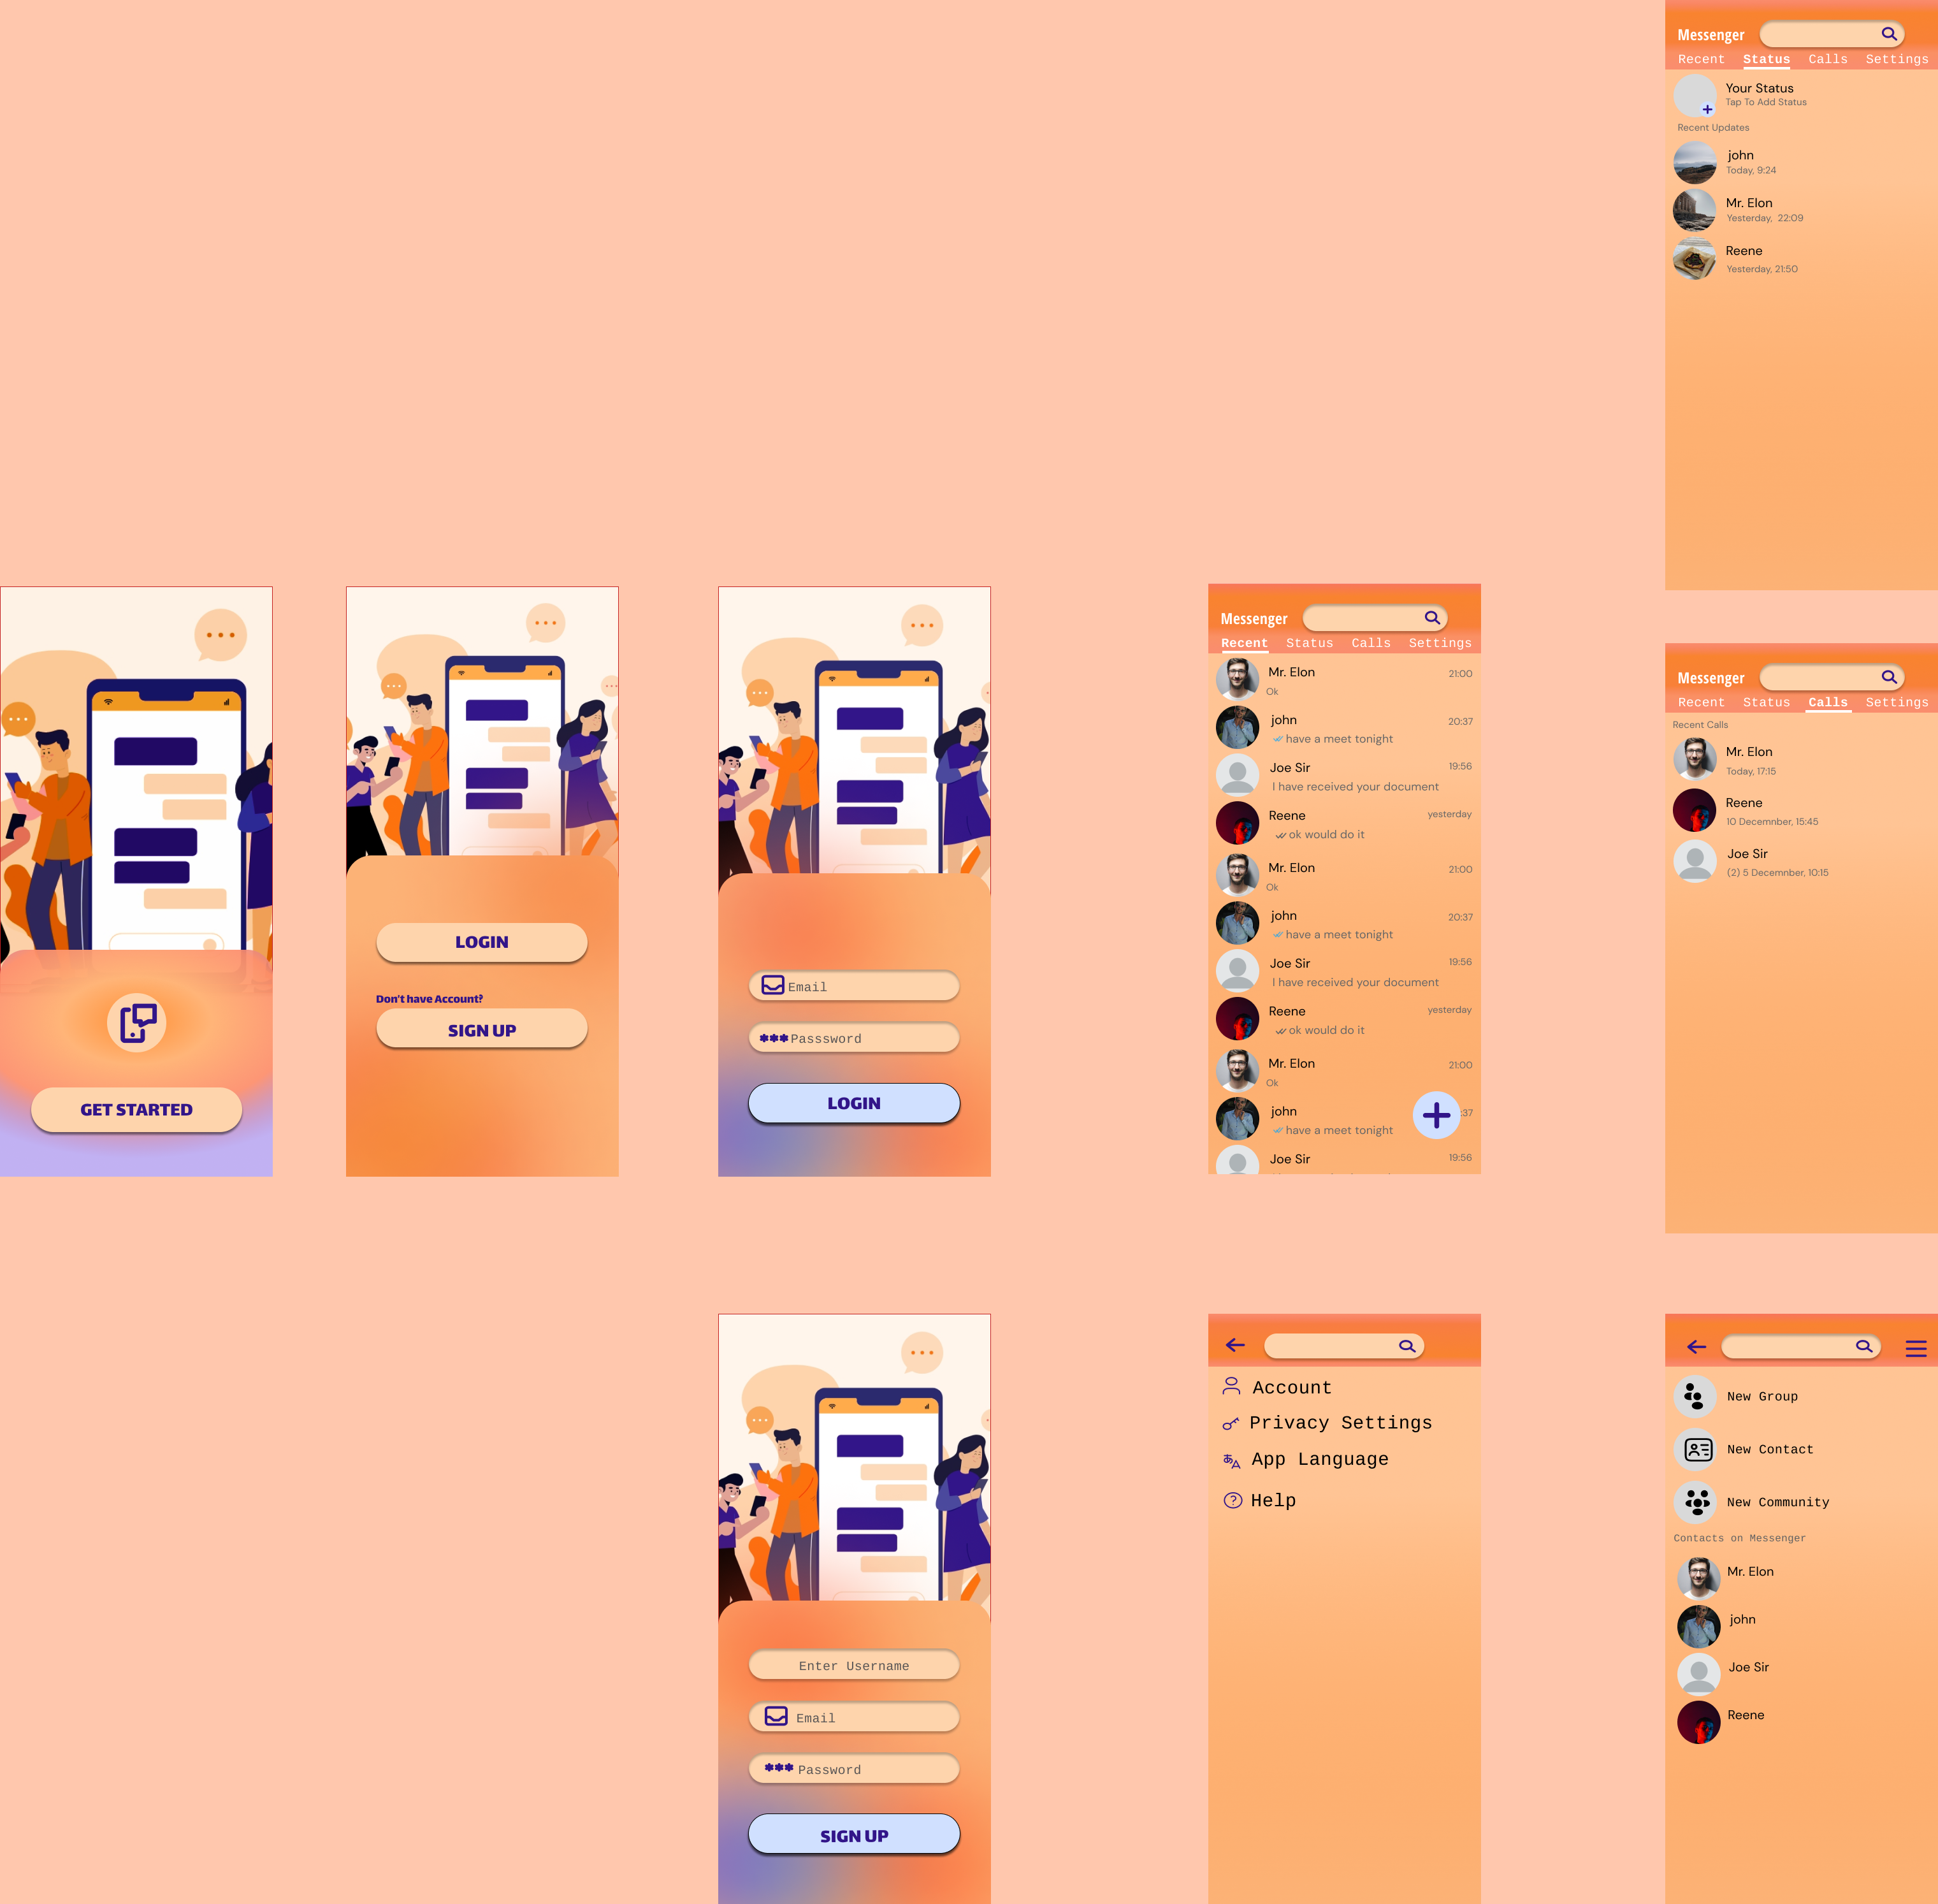 Messenger
Recent Status Calls Settings
Your Status
Tap To Add Status
Recent Updates
john
Today, 9:24
Mr. Elon
Yesterday, 22:09
Reene
Yesterday, 21:50
GET STARTED
LOGIN
Don't have Account?
SIGN UP
Email
Passsword
LOGIN
Messenger
Recent Status Calls Settings
Mr. Elon 21:00
Ok
john 20:37
have a meet tonight
Joe Sir 19:56
I have received your document
Reene yesterday
ok would do it
Mr. Elon 21:00
Ok
john 20:37
have a meet tonight
Joe Sir 19:56
I have received your document
Reene yesterday
ok would do it
Mr. Elon 21:00
Ok
john :37
have a meet tonight
Joe Sir 19:56
Messenger
Recent Status Calls Settings
Recent Calls
Mr. Elon
Today, 17:15
Reene
10 Decemnber, 15:45
Joe Sir
(2) 5 Decemnber, 10:15
Enter Username
Email
Password
SIGN UP
Account
Privacy Settings
App Language
Help
New Group
New Contact
New Community
Contacts on Messenger
Mr. Elon
john
Joe Sir
Reene